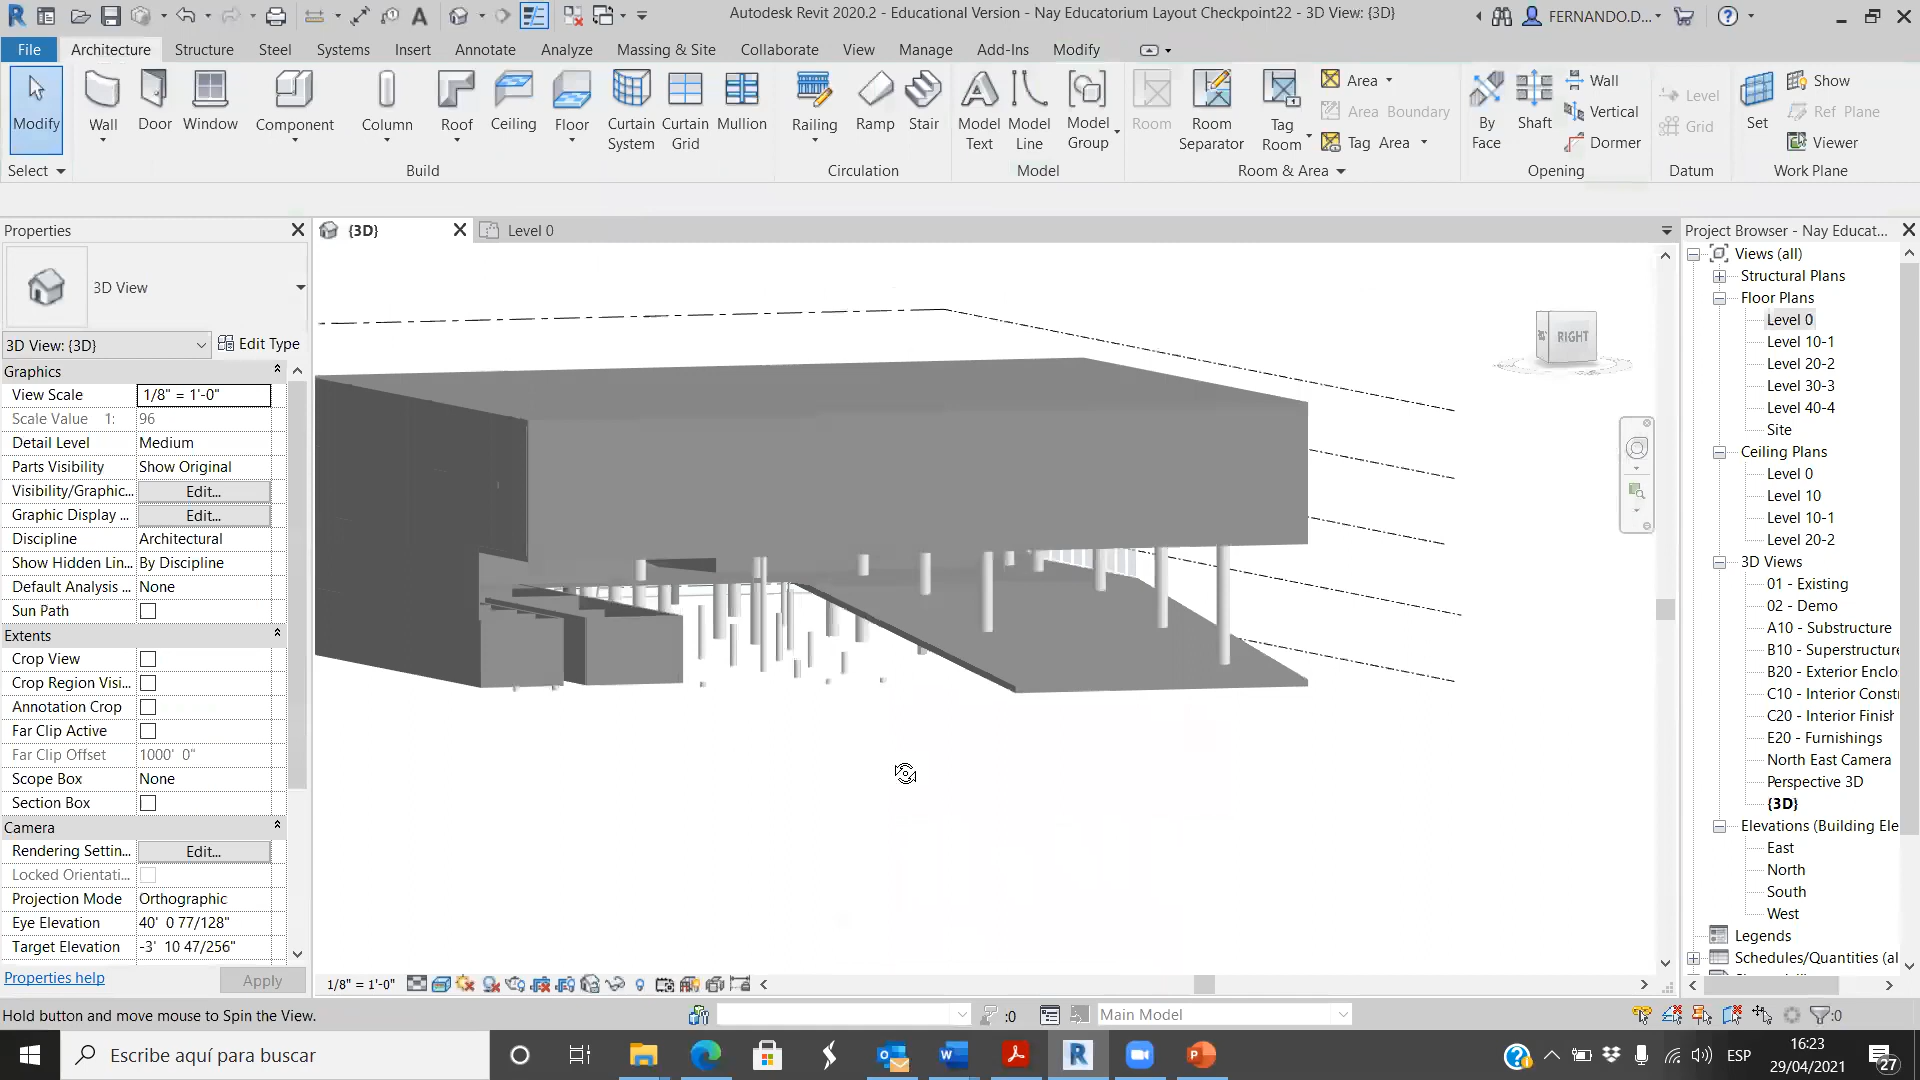 Autodesk Revit 2020.2 - Educational Version - Nay Educatorium Layout Checkpoint22 - 3D View: {3D}
FERNANDO.D...
File Architecture Structure Steel Systems Insert Annotate Analyze Massing & Site Collaborate View Manage Add-Ins Modify
Modify
Wall
Door
Window
Component
Column
Roof
Ceiling
Floor
Curtain System
Curtain Grid
Mullion
Railing
Ramp
Stair
Model Text
Model Line
Model Group
Room
Room Separator
Tag Room
Area
Area Boundary
Tag Area
By Face
Shaft
Wall
Vertical
Dormer
Level
Grid
Set
Show
Ref Plane
Viewer
Select Build Circulation Model Room & Area Opening Datum Work Plane
Properties
{3D}
Level 0
3D View
3D View: {3D}
Edit Type
Graphics
View Scale 1/8" = 1'-0"
Scale Value 1: 96
Detail Level Medium
Parts Visibility Show Original
Visibility/Graphic... Edit...
Graphic Display ... Edit...
Discipline Architectural
Show Hidden Lin... By Discipline
Default Analysis ... None
Sun Path
Extents
Crop View
Crop Region Visi...
Annotation Crop
Far Clip Active
Far Clip Offset 1000' 0"
Scope Box None
Section Box
Camera
Rendering Settin... Edit...
Locked Orientati...
Projection Mode Orthographic
Eye Elevation 40' 0 77/128"
Target Elevation -3' 10 47/256"
Properties help
Apply
RIGHT
Project Browser - Nay Educat...
Views (all)
Structural Plans
Floor Plans
Level 0
Level 10-1
Level 20-2
Level 30-3
Level 40-4
Site
Ceiling Plans
Level 0
Level 10
Level 10-1
Level 20-2
3D Views
01 - Existing
02 - Demo
A10 - Substructure
B10 - Superstructure
B20 - Exterior Enclo
C10 - Interior Const
C20 - Interior Finish
E20 - Furnishings
North East Camera
Perspective 3D
{3D}
Elevations (Building Ele
East
North
South
West
Legends
Schedules/Quantities (al
1/8" = 1'-0"
Hold button and move mouse to Spin the View.
:0
Main Model
:0
Escribe aquí para buscar
ESP
16:23
29/04/2021
27